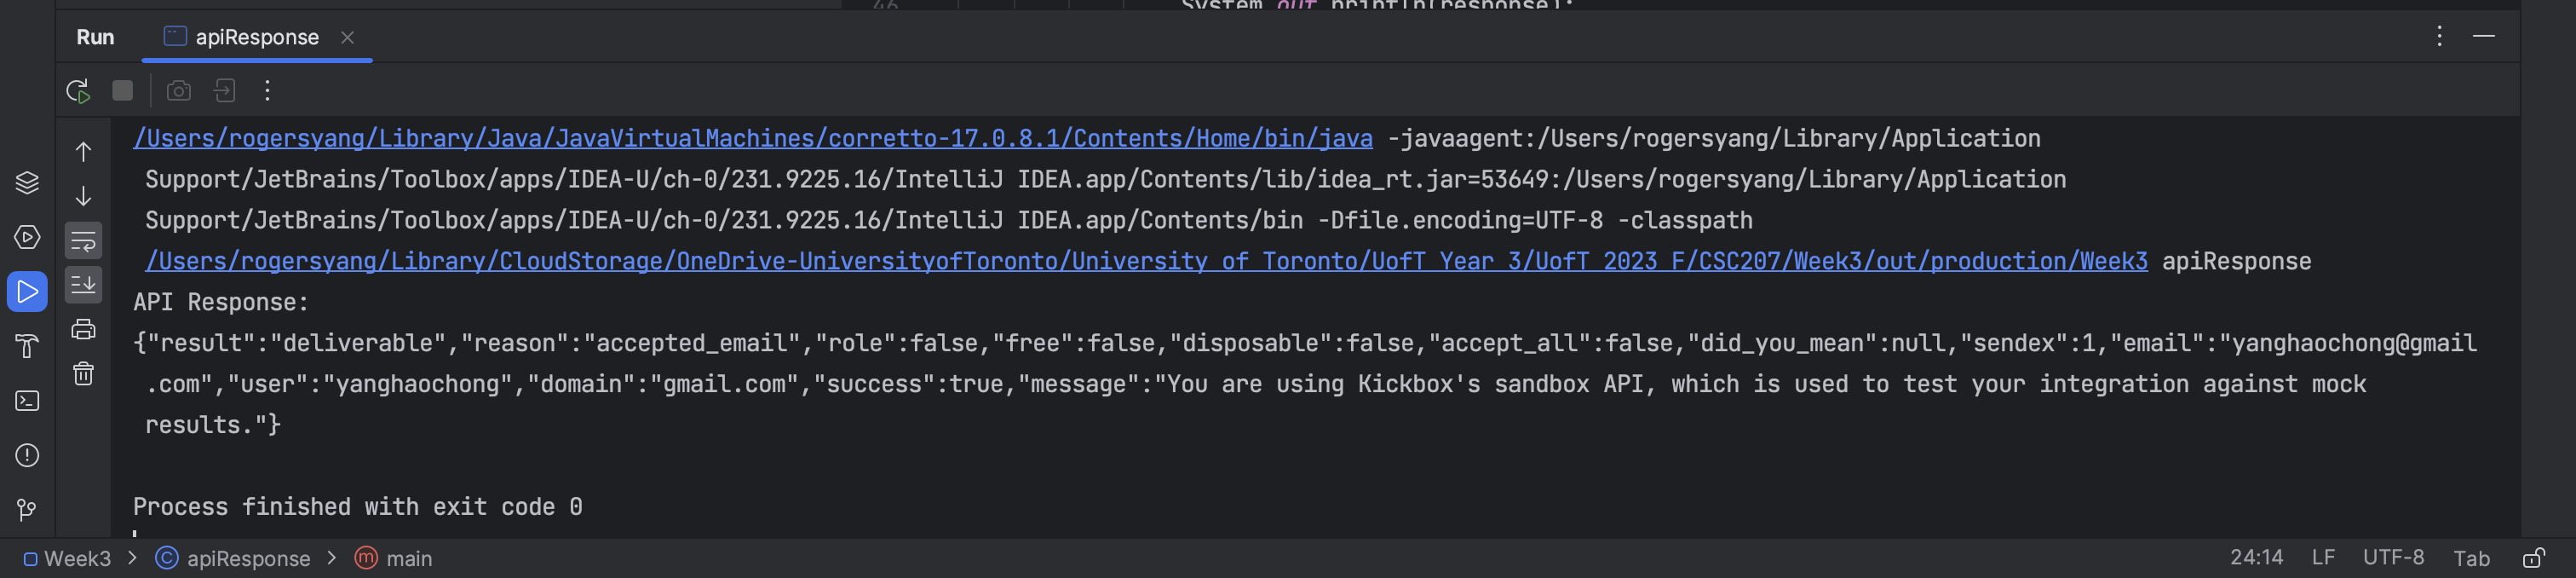 46 System.out.println(response);
Run apiResponse
/Users/rogersyang/Library/Java/JavaVirtualMachines/corretto-17.0.8.1/Contents/Home/bin/java -javaagent:/Users/rogersyang/Library/Application
Support/JetBrains/Toolbox/apps/IDEA-U/ch-0/231.9225.16/IntelliJ IDEA.app/Contents/lib/idea_rt.jar=53649:/Users/rogersyang/Library/Application
Support/JetBrains/Toolbox/apps/IDEA-U/ch-0/231.9225.16/IntelliJ IDEA.app/Contents/bin -Dfile.encoding=UTF-8 -classpath
/Users/rogersyang/Library/CloudStorage/OneDrive-UniversityofToronto/University of Toronto/UofT Year 3/UofT 2023 F/CSC207/Week3/out/production/Week3 apiResponse
API Response:
{"result":"deliverable","reason":"accepted_email","role":false,"free":false,"disposable":false,"accept_all":false,"did_you_mean":null,"sendex":1,"email":"yanghaochong@gmail
.com","user":"yanghaochong","domain":"gmail.com","success":true,"message":"You are using Kickbox's sandbox API, which is used to test your integration against mock
results."}
Process finished with exit code 0
Week3 > apiResponse > main 24:14 LF UTF-8 Tab